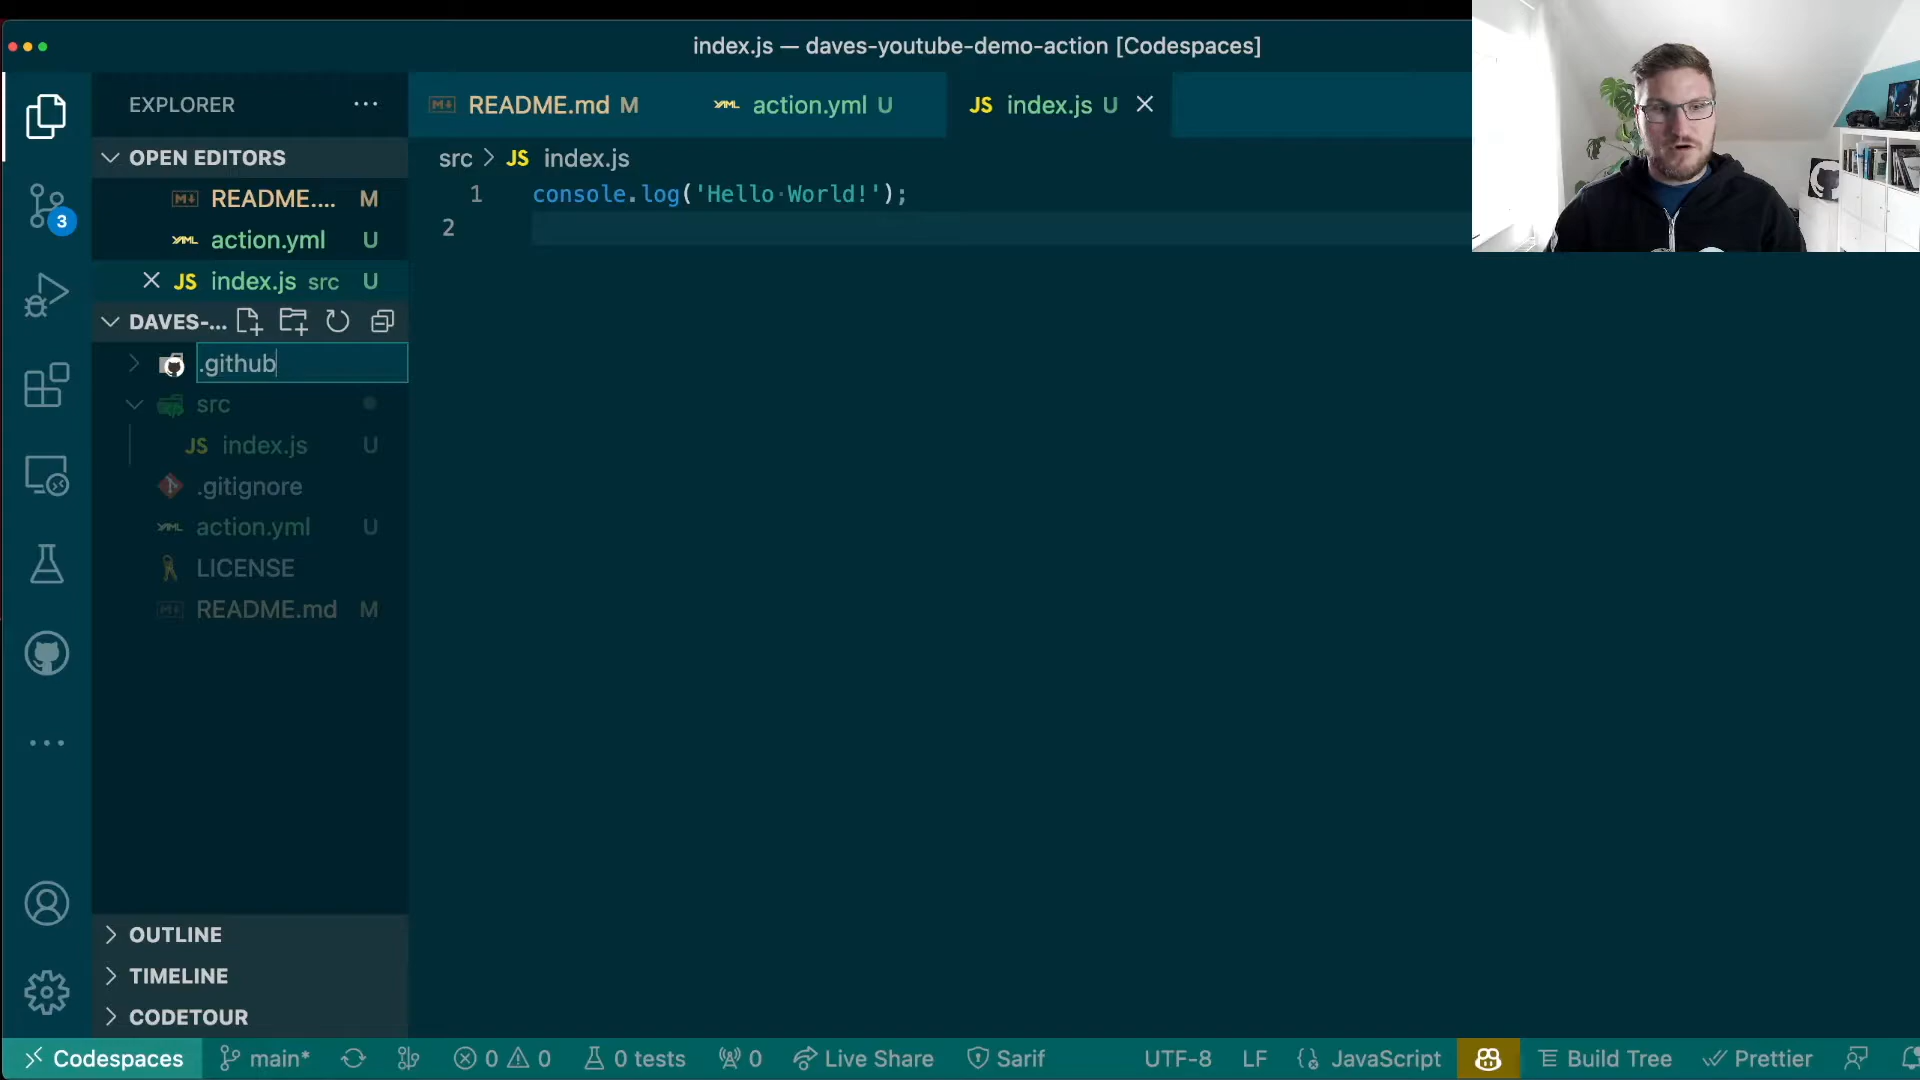 index.js — daves-youtube-demo-action [Codespaces]
EXPLORER
README.md M
action.yml U
JS index.js U
OPEN EDITORS
src > JS index.js
README.... M
1 console.log('Hello·World!');
action.yml U
2
JS index.js src U
DAVES-...
.github
src
JS index.js U
.gitignore
action.yml U
LICENSE
README.md M
3
OUTLINE
TIMELINE
CODETOUR
Codespaces main* 0 0 0 tests 0 Live Share Sarif UTF-8 LF JavaScript Build Tree Prettier